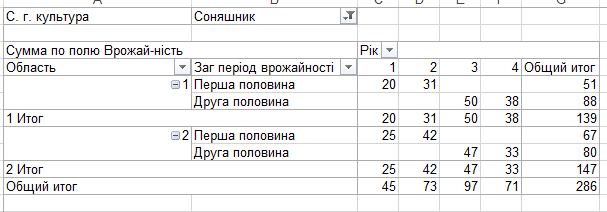 С. г. культура Соняшник
Сумма по полю Врожай-ність Рік
Область Заг період врожайності 1 2 3 4 Общий итог
1 Перша половина 20 31 51
Друга половина 50 38 88
1 Итог 20 31 50 38 139
2 Перша половина 25 42 67
Друга половина 47 33 80
2 Итог 25 42 47 33 147
Общий итог 45 73 97 71 286